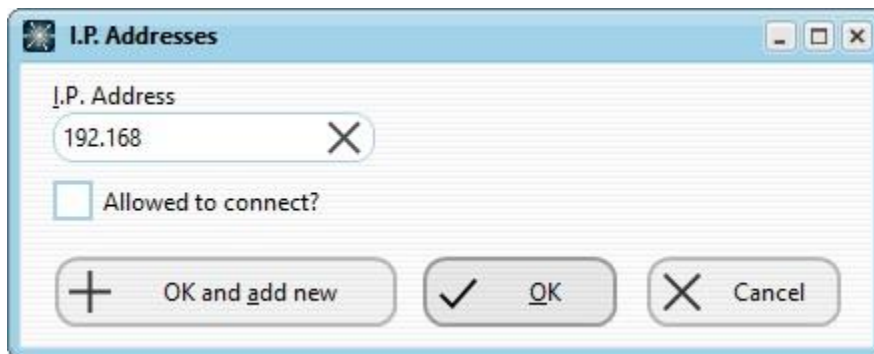 I.P. Addresses
I.P. Address
192.168
Allowed to connect?
OK and add new
OK
Cancel